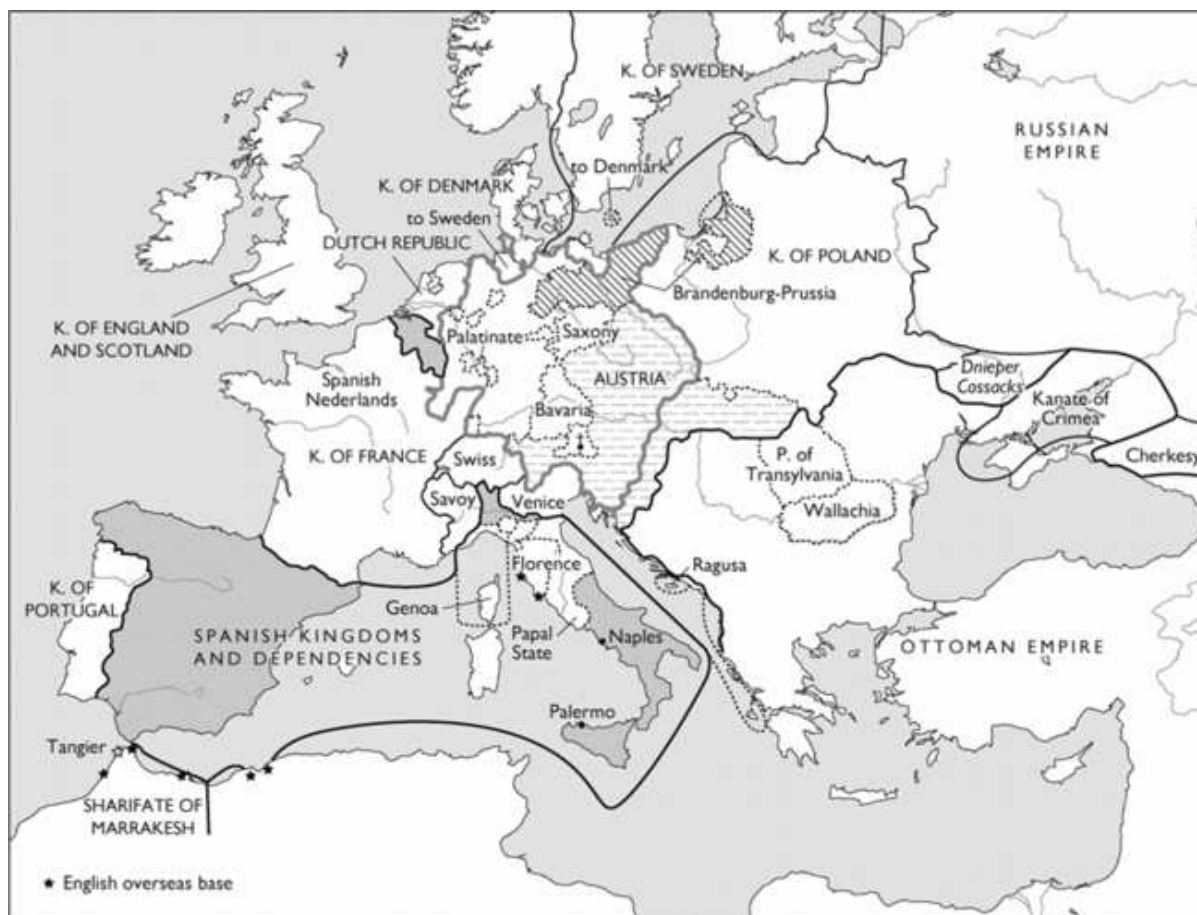 K. OF SWEDEN
RUSSIAN
EMPIRE
to Denmark
K. OF DENMARK
to Sweden
DUTCH REPUBLIC
K. OF POLAND
Brandenburg-Prussia
K. OF ENGLAND
AND SCOTLAND
Palatinate
Saxony
Dnieper
Cossacks
Spanish
Nederlands
AUSTRIA
Kanate of
Crimea
Bavaria
K. OF FRANCE
Swiss
P. of
Transylvania
Cherkesy
Savoy
Venice
Wallachia
Florence
Ragusa
K. OF
PORTUGAL
Genoa
SPANISH KINGDOMS
AND DEPENDENCIES
Papal
State
Naples
OTTOMAN EMPIRE
Palermo
Tangier
SHARIFATE OF
MARRAKESH
★ English overseas base